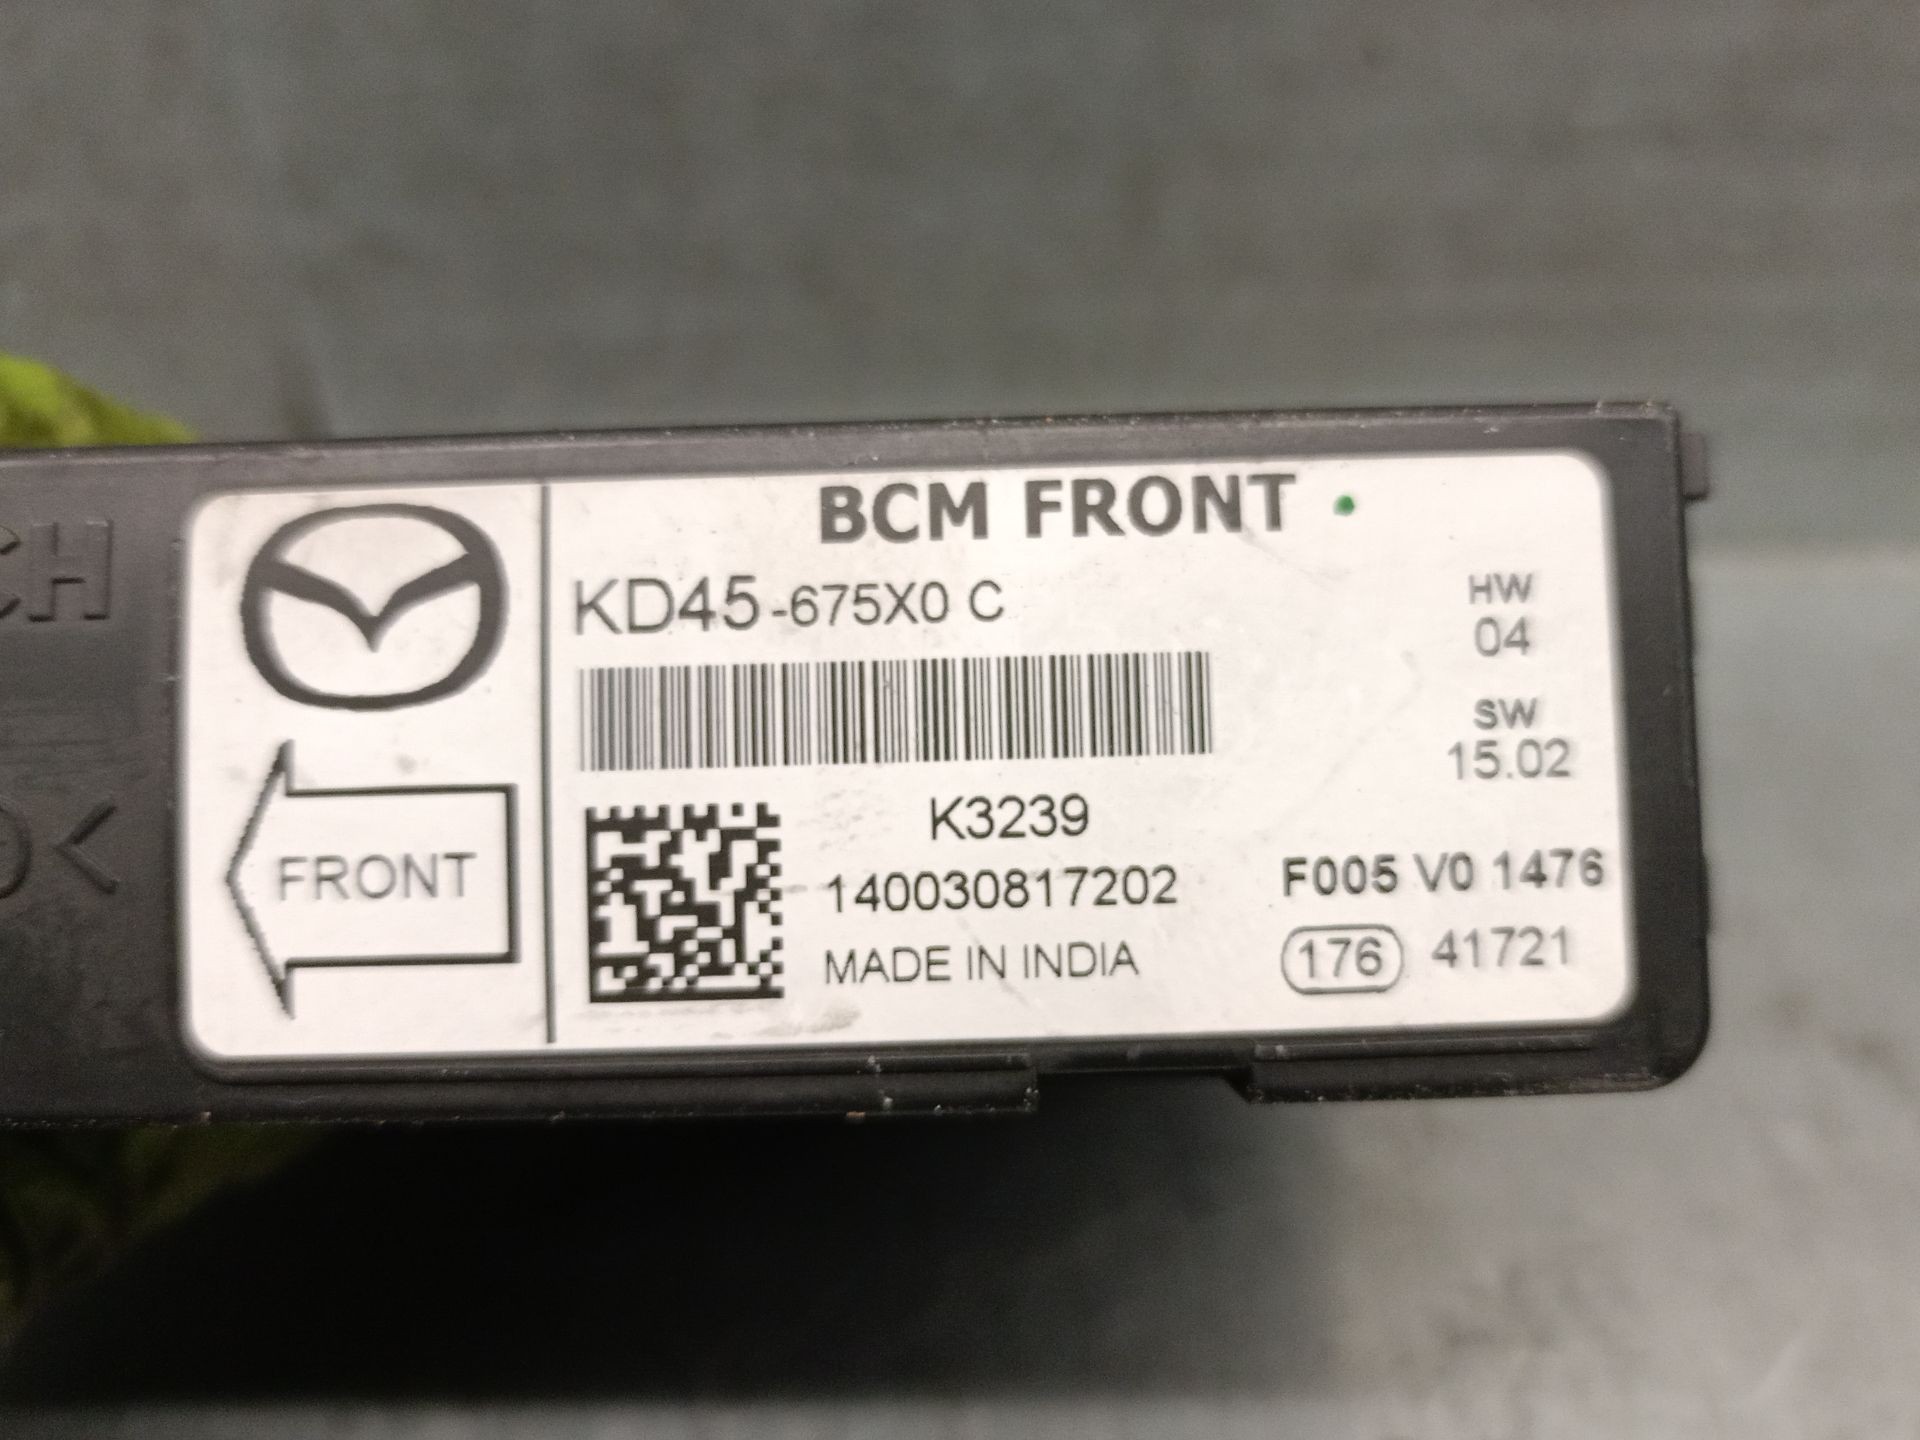 BCM FRONT
KD45-675X0 C
HW
04
SW
15.02
K3239
140030817202
MADE IN INDIA
F005 V0 1476
176 41721
FRONT
CH